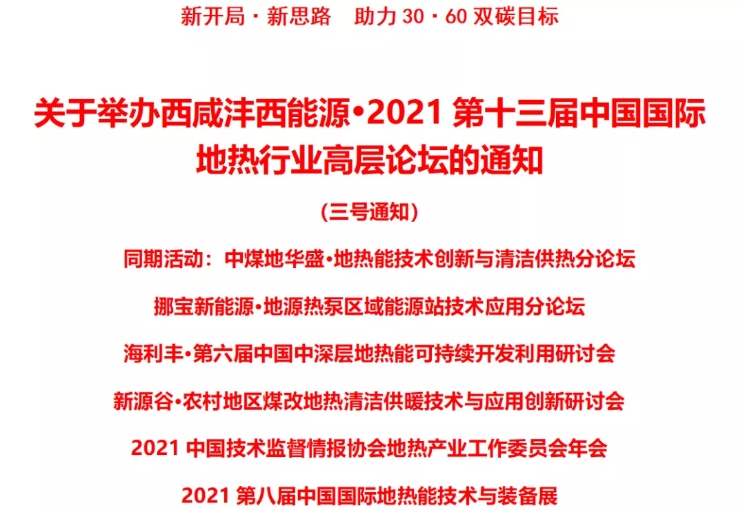 新开局·新思路 助力 30·60 双碳目标
关于举办西咸沣西能源•2021 第十三届中国国际
地热行业高层论坛的通知
（三号通知）
同期活动：中煤地华盛•地热能技术创新与清洁供热分论坛
挪宝新能源•地源热泵区域能源站技术应用分论坛
海利丰•第六届中国中深层地热能可持续开发利用研讨会
新源谷•农村地区煤改地热清洁供暖技术与应用创新研讨会
2021 中国技术监督情报协会地热产业工作委员会年会
2021 第八届中国国际地热能技术与装备展